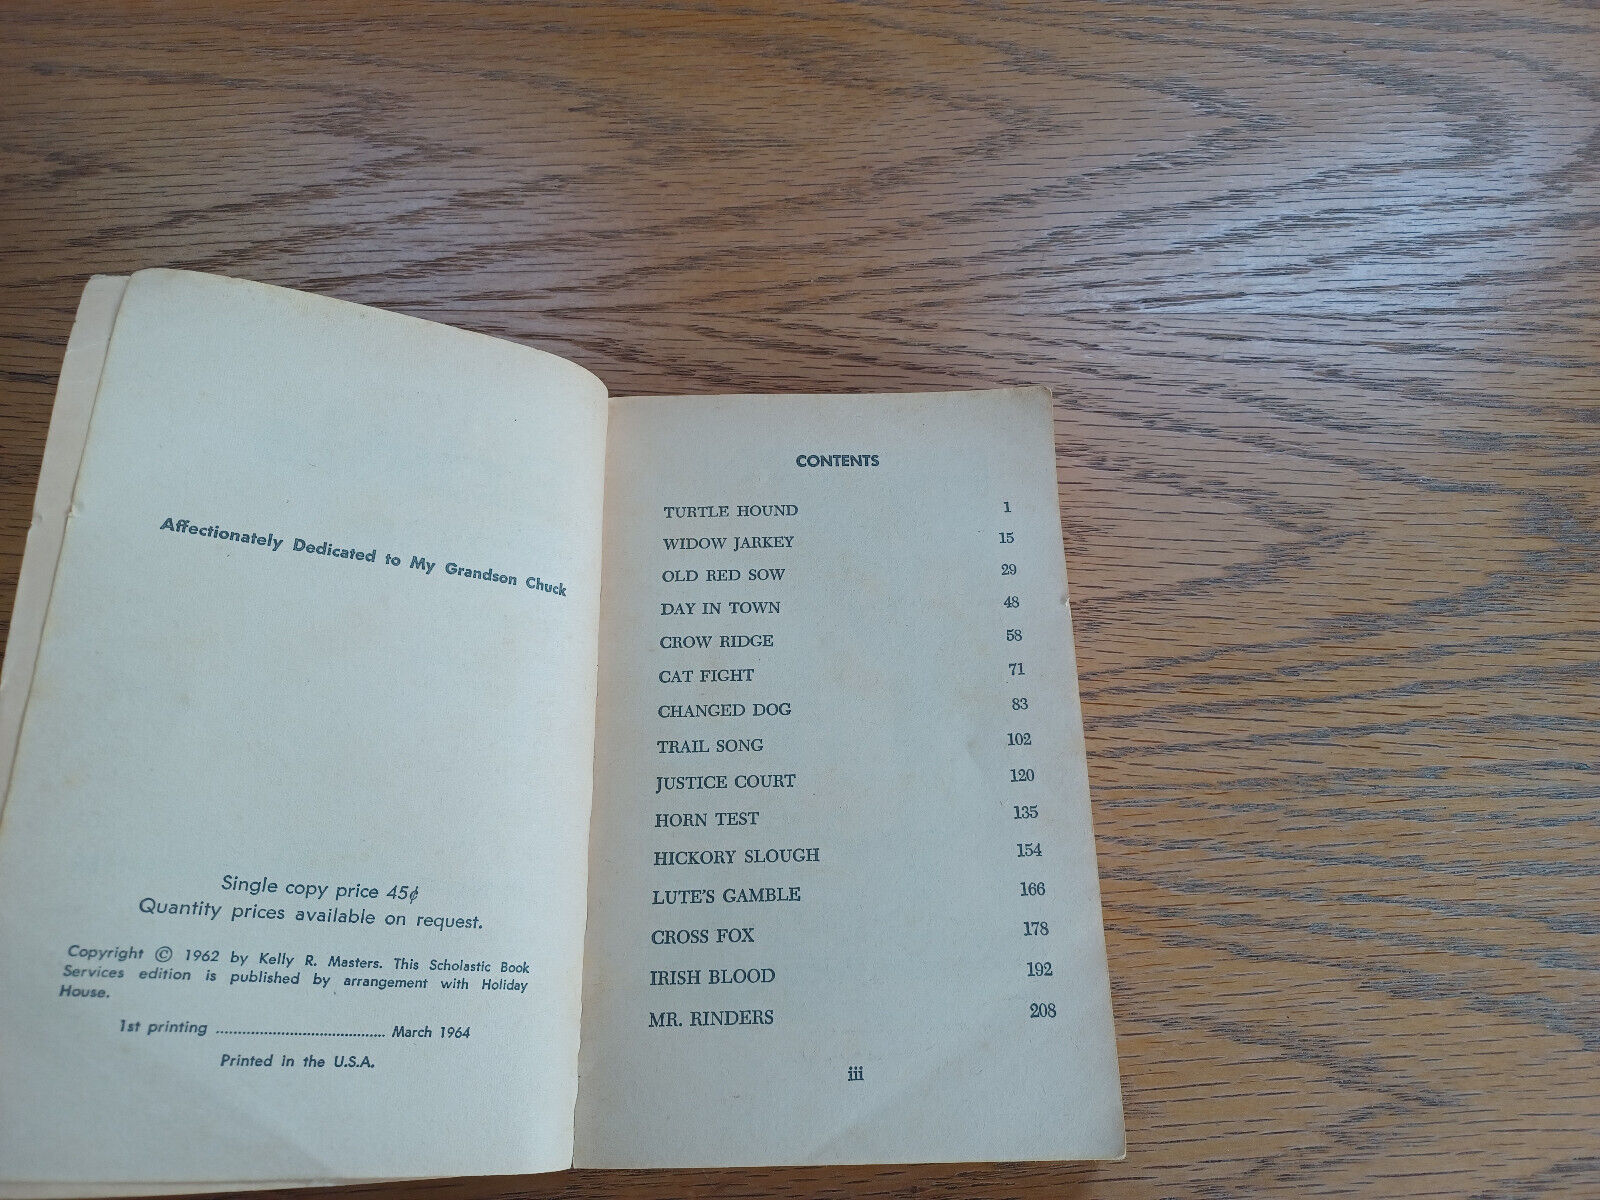 Affectionately Dedicated to My Grandson Chuck
Single copy price 45¢
Quantity prices available on request.
Copyright © 1962 by Kelly R. Masters. This Scholastic Book
Services edition is published by arrangement with Holiday
House.
1st printing ....................................... March 1964
Printed in the U.S.A.
CONTENTS
TURTLE HOUND 1
WIDOW JARKEY 15
OLD RED SOW 29
DAY IN TOWN 48
CROW RIDGE 58
CAT FIGHT 71
CHANGED DOG 83
TRAIL SONG 102
JUSTICE COURT 120
HORN TEST 135
HICKORY SLOUGH 154
LUTE'S GAMBLE 166
CROSS FOX 178
IRISH BLOOD 192
MR. RINDERS 208
iii